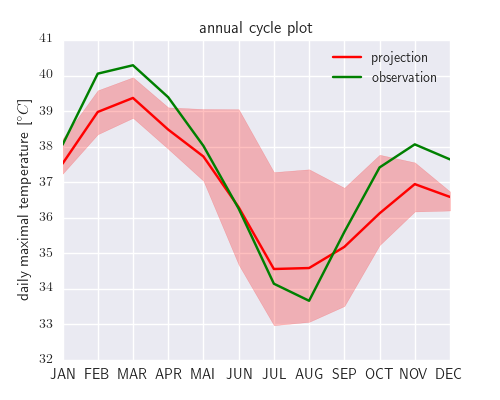 annual cycle plot
projection
observation
daily maximal temperature [°C]
41
40
39
38
37
36
35
34
33
32
JAN FEB MAR APR MAI JUN JUL AUG SEP OCT NOV DEC